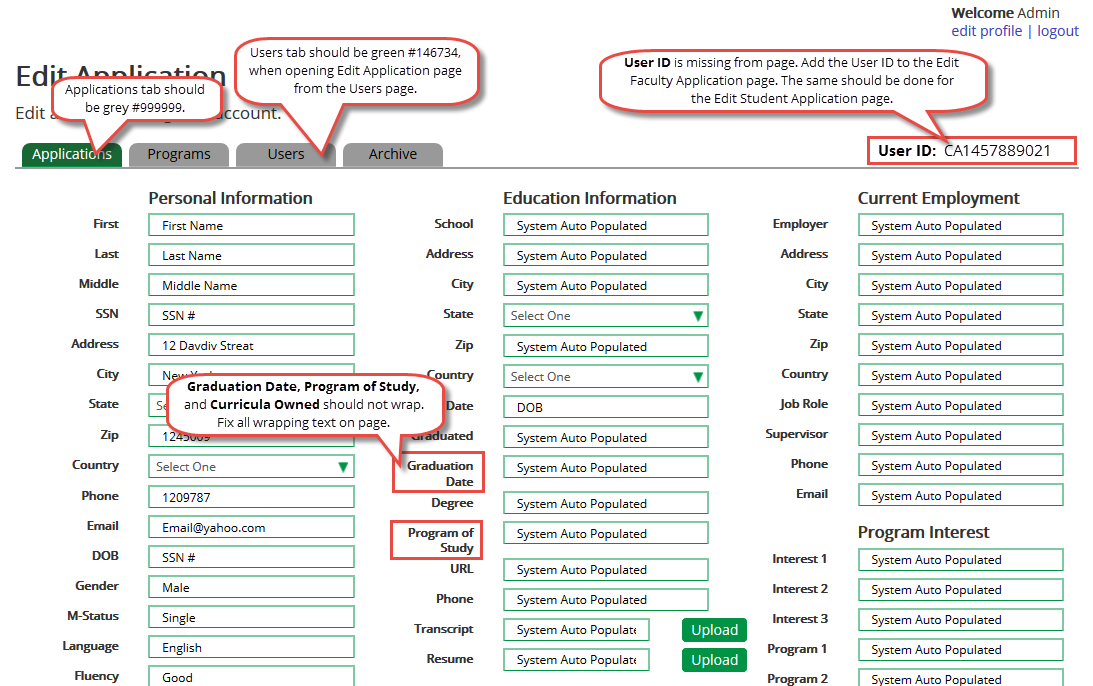 Welcome Admin
edit profile | logout
Edit Application
Users tab should be green #146734,
when opening Edit Application page
from the Users page.
User ID is missing from page. Add the User ID to the Edit
Faculty Application page. The same should be done for
the Edit Student Application page.
Applications tab should
be grey #999999.
Edit a
account.
Applications
Programs
Users
Archive
User ID: CA1457889021
Personal Information
First
First Name
Last
Last Name
Middle
Middle Name
SSN
SSN #
Address
12 Davdiv Streat
City
State
Zip
Country
Select One
Phone
1209787
Email
Email@yahoo.com
DOB
SSN #
Gender
Male
M-Status
Single
Language
English
Fluency
Good
Graduation Date, Program of Study,
and Curricula Owned should not wrap.
Fix all wrapping text on page.
Education Information
School
System Auto Populated
Address
System Auto Populated
City
System Auto Populated
State
Select One
Zip
System Auto Populated
Country
Select One
Date
DOB
Graduated
System Auto Populated
Graduation
Date
System Auto Populated
Degree
System Auto Populated
Program of
Study
System Auto Populated
URL
System Auto Populated
Phone
System Auto Populated
Transcript
System Auto Populate
Upload
Resume
System Auto Populate
Upload
Current Employment
Employer
System Auto Populated
Address
System Auto Populated
City
System Auto Populated
State
System Auto Populated
Zip
System Auto Populated
Country
System Auto Populated
Job Role
System Auto Populated
Supervisor
System Auto Populated
Phone
System Auto Populated
Email
System Auto Populated
Program Interest
Interest 1
System Auto Populated
Interest 2
System Auto Populated
Interest 3
System Auto Populated
Program 1
System Auto Populated
Program 2
System Auto Populated